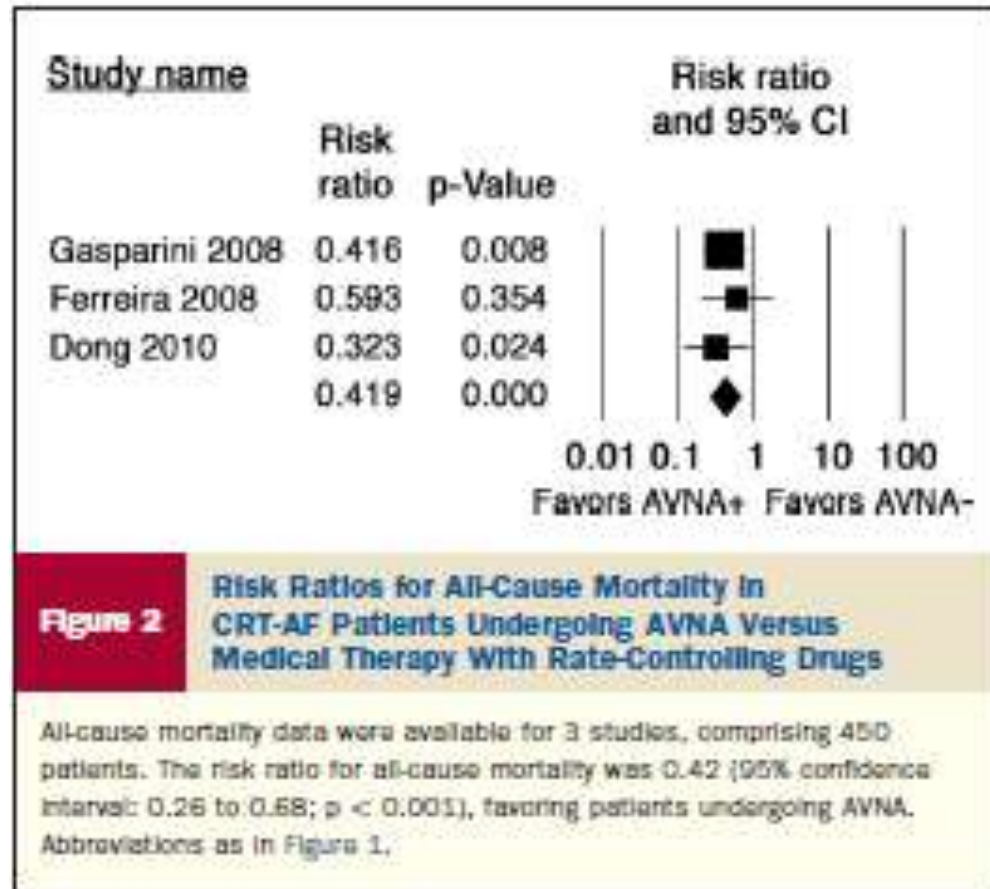 Study name
Risk ratio
and 95% CI
Risk
ratio p-Value
Gasparini 2008 0.416 0.008
Ferreira 2008 0.593 0.354
Dong 2010 0.323 0.024
0.419 0.000
0.01 0.1 1 10 100
Favors AVNA+ Favors AVNA-
Figure 2
Risk Ratios for All-Cause Mortality in
CRT-AF Patients Undergoing AVNA Versus
Medical Therapy With Rate-Controlling Drugs
All-cause mortality data were available for 3 studies, comprising 450
patients. The risk ratio for all-cause mortality was 0.42 (95% confidence
interval: 0.26 to 0.68; p < 0.001), favoring patients undergoing AVNA.
Abbreviations as in Figure 1.